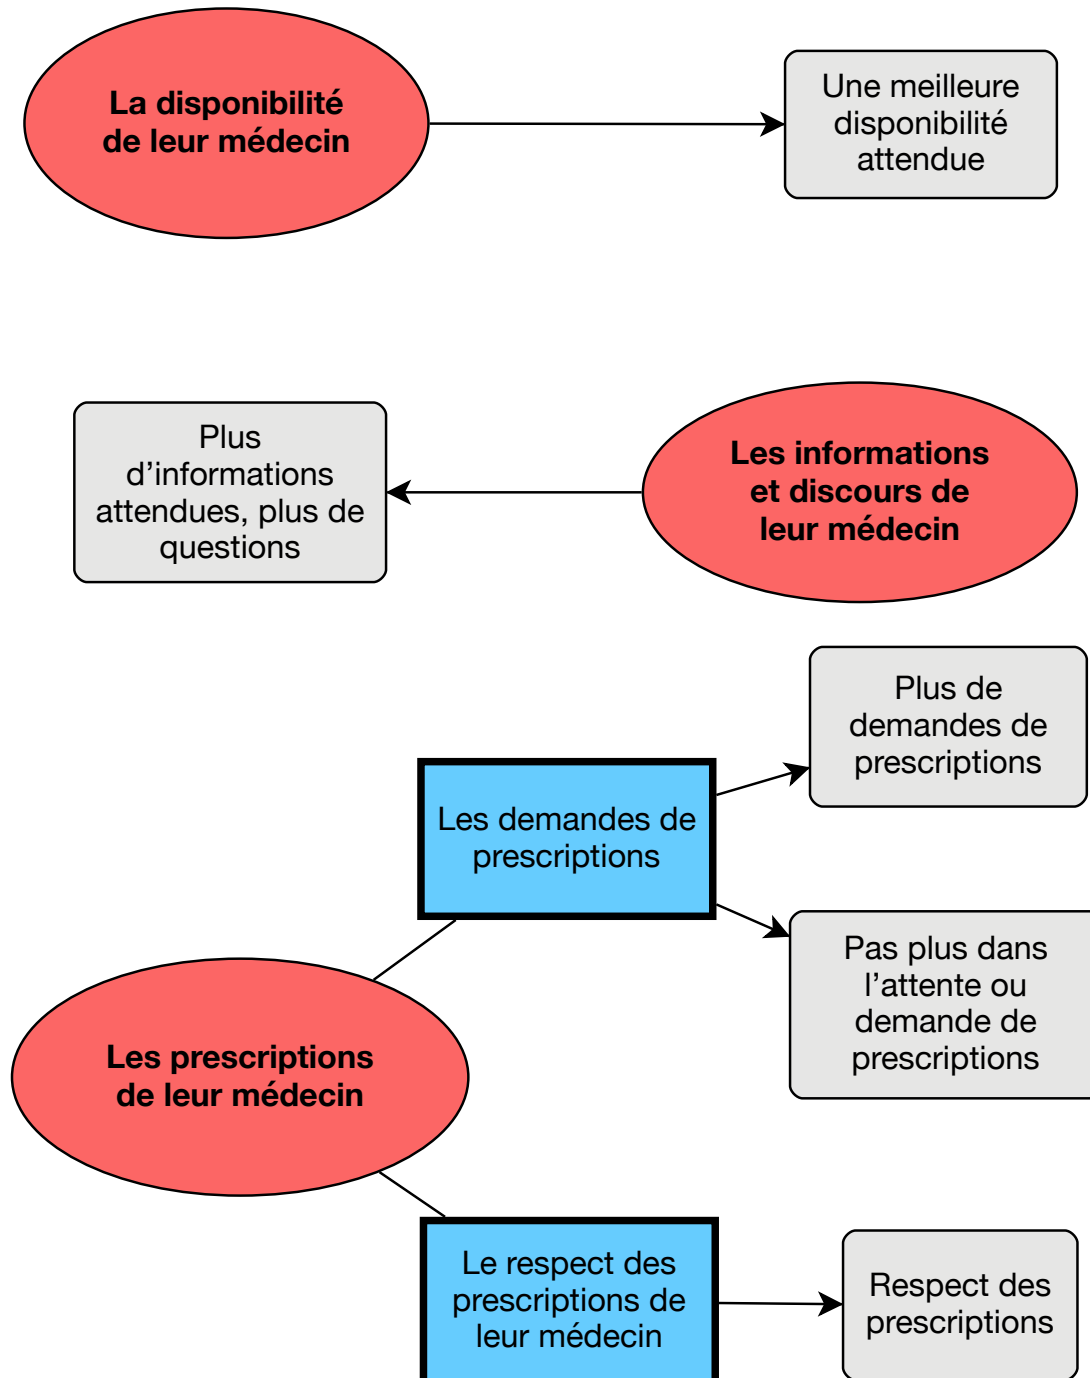 La disponibilité
de leur médecin
Une meilleure
disponibilité
attendue
Plus
d’informations
attendues, plus de
questions
Les informations
et discours de
leur médecin
Plus de
demandes de
prescriptions
Les demandes de
prescriptions
Pas plus dans
l’attente ou
demande de
prescriptions
Les prescriptions
de leur médecin
Le respect des
prescriptions de
leur médecin
Respect des
prescriptions